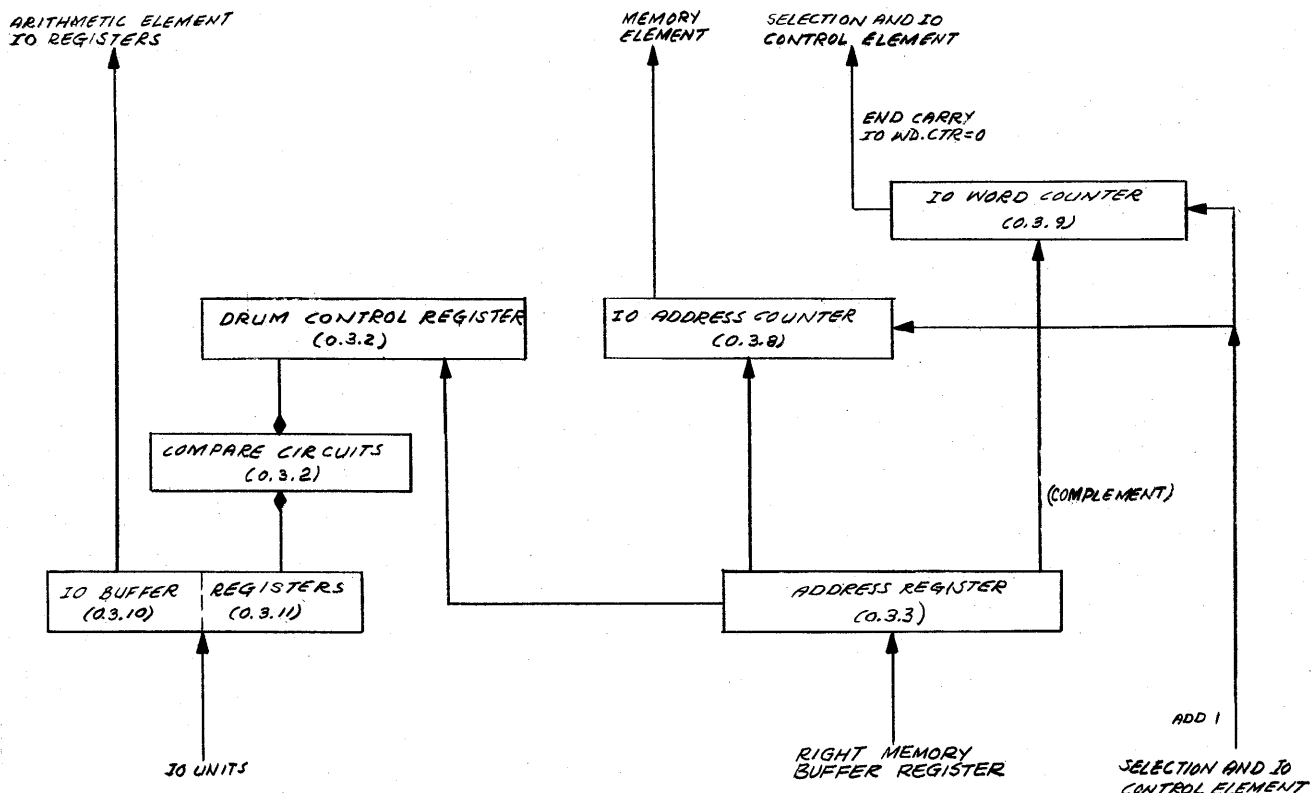 ARITHMETIC ELEMENT
IO REGISTERS
MEMORY
ELEMENT
SELECTION AND IO
CONTROL ELEMENT
END CARRY
IO WD.CTR=0
IO WORD COUNTER
(0.3.9)
DRUM CONTROL REGISTER
(0.3.2)
IO ADDRESS COUNTER
(0.3.8)
COMPARE CIRCUITS
(0.3.2)
(COMPLEMENT)
IO BUFFER
(0.3.10)
REGISTERS
(0.3.11)
ADDRESS REGISTER
(0.3.3)
ADD 1
IO UNITS
RIGHT MEMORY
BUFFER REGISTER
SELECTION AND IO
CONTROL ELEMENT